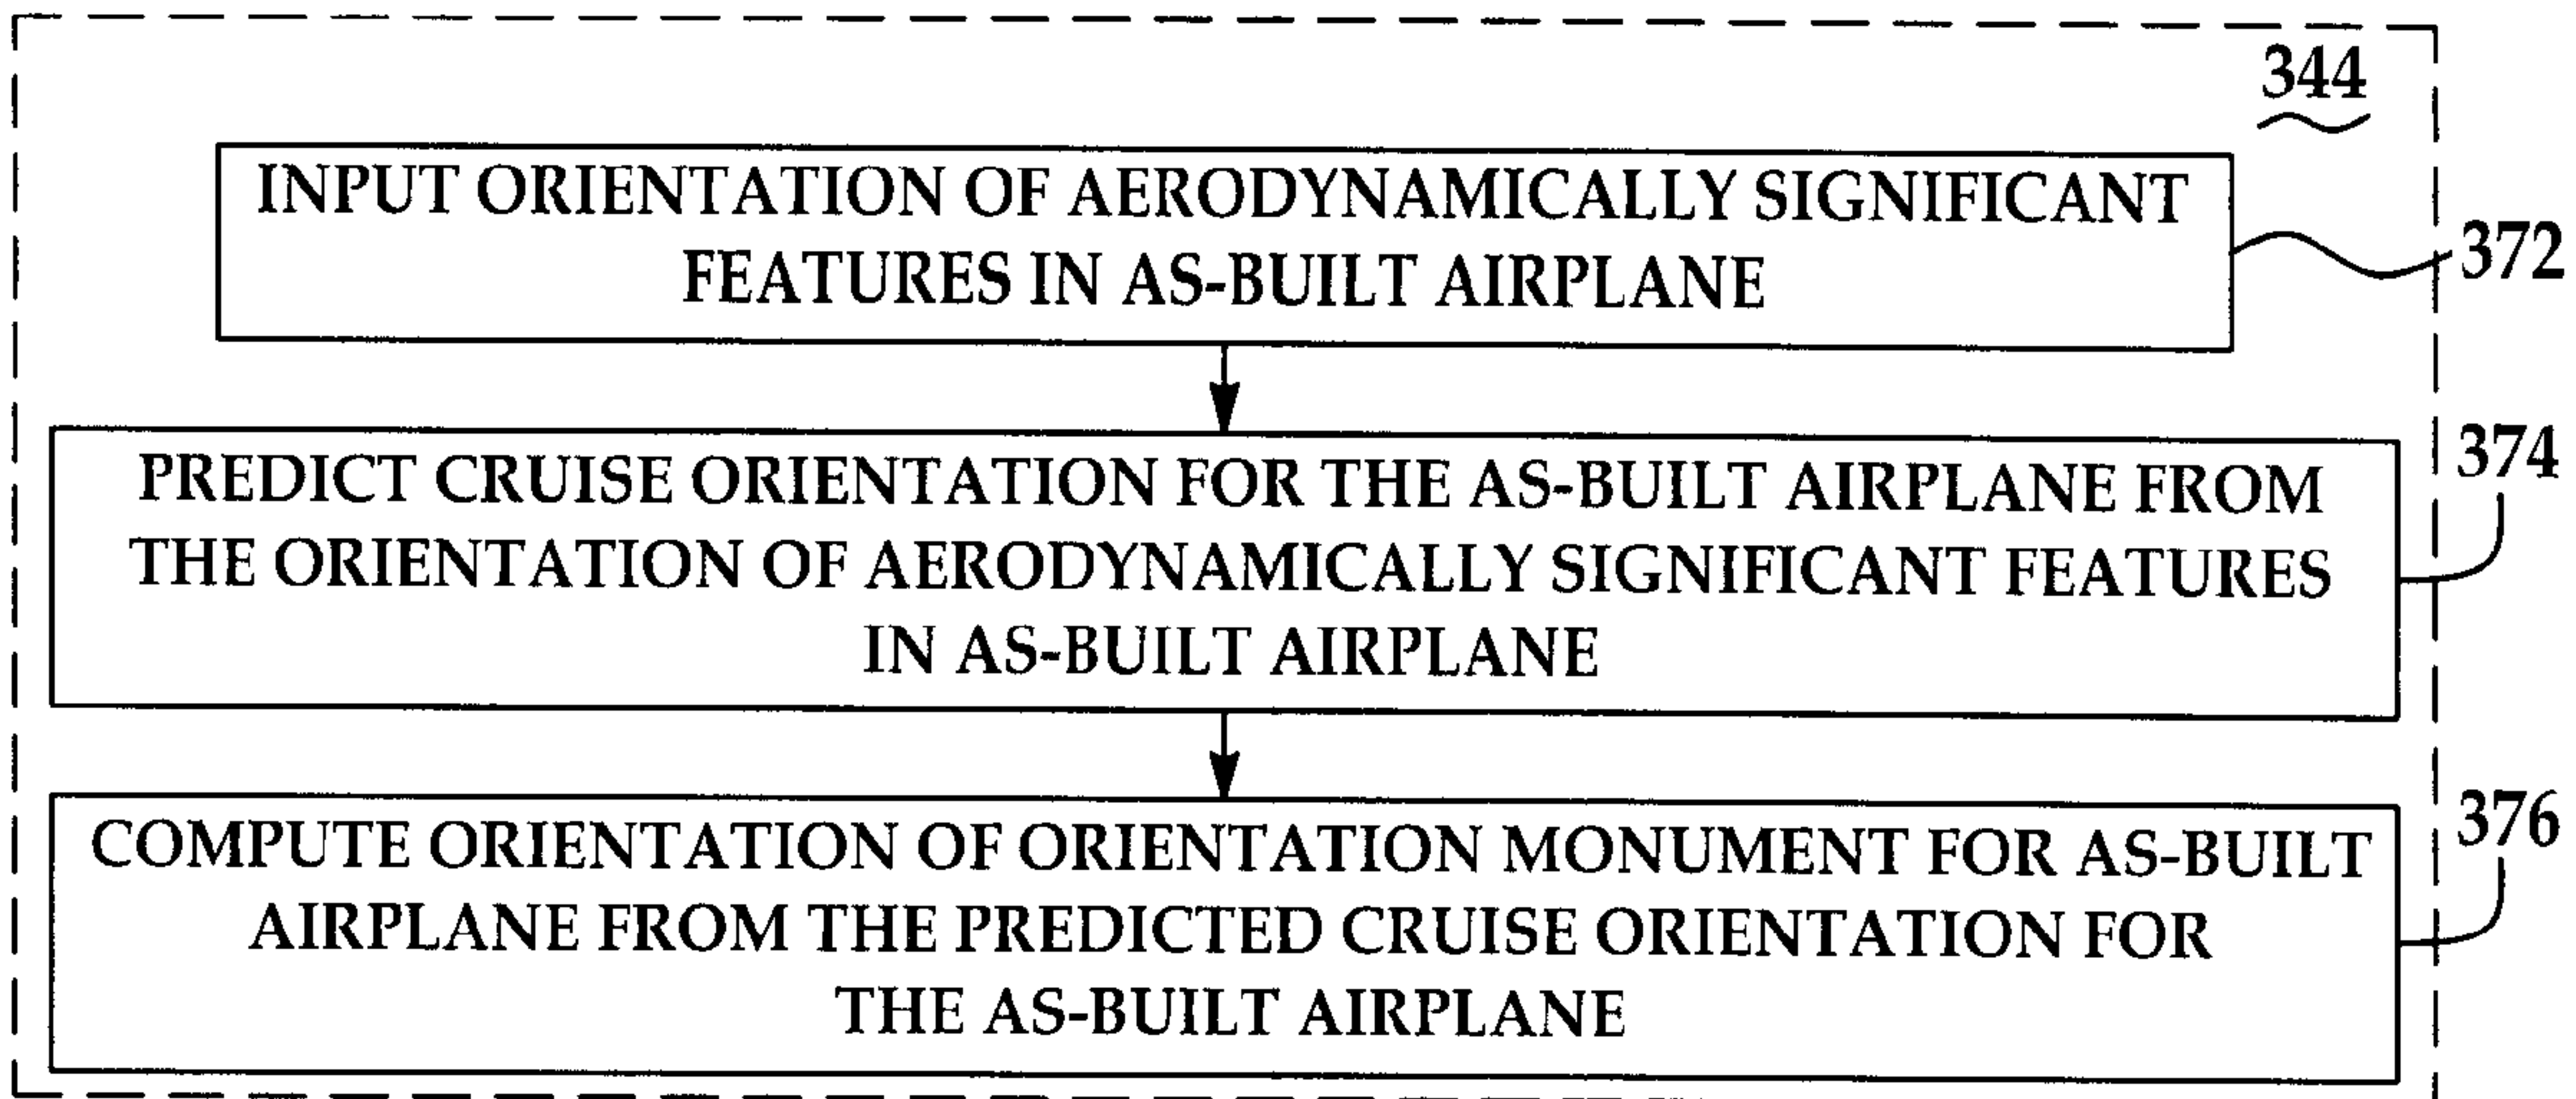 344
INPUT ORIENTATION OF AERODYNAMICALLY SIGNIFICANT
FEATURES IN AS-BUILT AIRPLANE
372
PREDICT CRUISE ORIENTATION FOR THE AS-BUILT AIRPLANE FROM
THE ORIENTATION OF AERODYNAMICALLY SIGNIFICANT FEATURES
IN AS-BUILT AIRPLANE
374
COMPUTE ORIENTATION OF ORIENTATION MONUMENT FOR AS-BUILT
AIRPLANE FROM THE PREDICTED CRUISE ORIENTATION FOR
THE AS-BUILT AIRPLANE
376